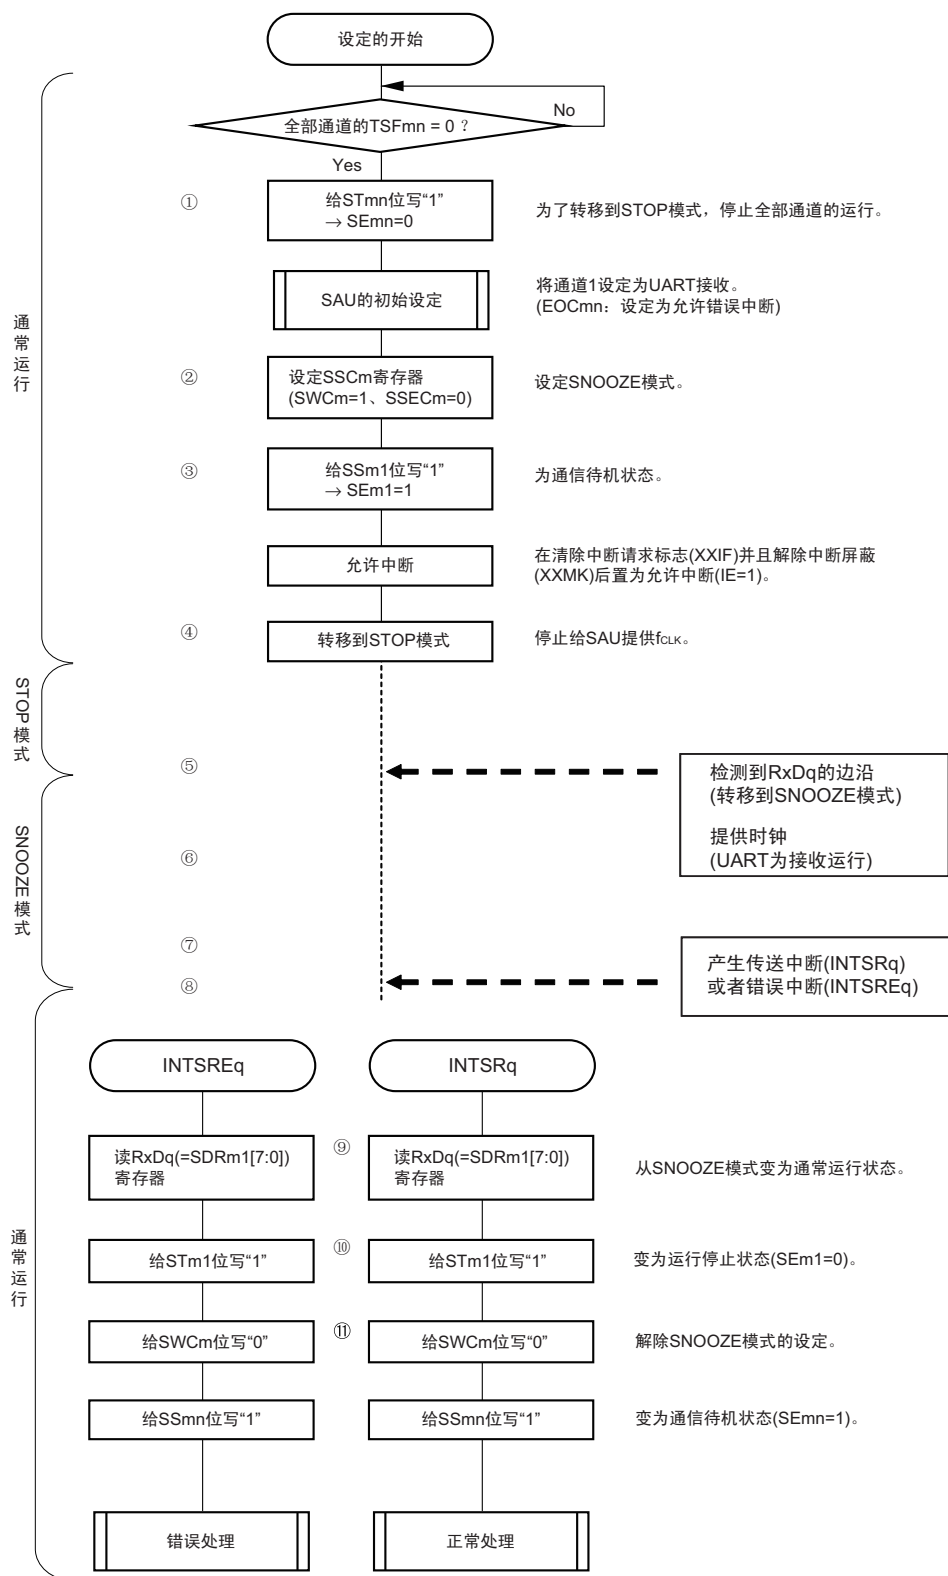 设定的开始
No
全部通道的TSFmn = 0 ？
Yes
①
给STmn位写“1”
→ SEmn=0
为了转移到STOP模式，停止全部通道的运行。
SAU的初始设定
将通道1设定为UART接收。
(EOCmn：设定为允许错误中断)
通常运行
②
设定SSCm寄存器
(SWCm=1、SSECm=0)
设定SNOOZE模式。
③
给SSm1位写“1”
→ SEm1=1
为通信待机状态。
允许中断
在清除中断请求标志(XXIF)并且解除中断屏蔽
(XXMK)后置为允许中断(IE=1)。
④
转移到STOP模式
停止给SAU提供fCLK。
STOP模式
⑤
检测到RxDq的边沿
(转移到SNOOZE模式)
提供时钟
(UART为接收运行)
SNOOZE模式
⑥
⑦
⑧
产生传送中断(INTSRq)
或者错误中断(INTSREq)
INTSREq
INTSRq
读RxDq(=SDRm1[7:0])
寄存器
⑨
读RxDq(=SDRm1[7:0])
寄存器
从SNOOZE模式变为通常运行状态。
通常运行
给STm1位写“1”
⑩
给STm1位写“1”
变为运行停止状态(SEm1=0)。
给SWCm位写“0”
⑪
给SWCm位写“0”
解除SNOOZE模式的设定。
给SSmn位写“1”
给SSmn位写“1”
变为通信待机状态(SEmn=1)。
错误处理
正常处理